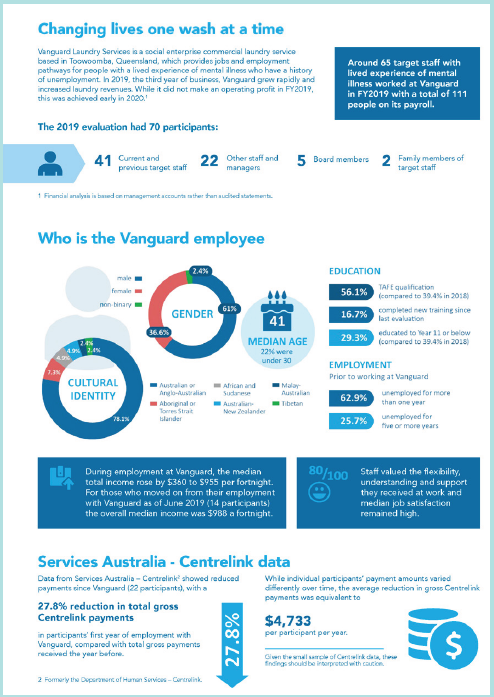 Changing lives one wash at a time
Vanguard Laundry Services is a social enterprise commercial laundry service
based in Toowoomba, Queensland, which provides jobs and employment
pathways for people with a lived experience of mental illness who have a history
of unemployment. In 2019, the third year of business, Vanguard grew rapidly and
increased laundry revenues. While it did not make an operating profit in FY2019,
this was achieved early in 2020.¹
Around 65 target staff with
lived experience of mental
illness worked at Vanguard
in FY2019 with a total of 111
people on its payroll.
The 2019 evaluation had 70 participants:
41 Current and
previous target staff
22 Other staff and
managers
5 Board members
2 Family members of
target staff
1 Financial analysis is based on management accounts rather than audited statements.
Who is the Vanguard employee
male
female
non-binary
2.4%
GENDER
61%
36.6%
41
MEDIAN AGE
22% were
under 30
2.4%
4.9%
2.4%
4.9%
7.3%
CULTURAL
IDENTITY
78.1%
Australian or
Anglo-Australian
Aboriginal or
Torres Strait
Islander
African and
Sudanese
Australian-
New Zealander
Malay-
Australian
Tibetan
EDUCATION
56.1% TAFE qualification
(compared to 39.4% in 2018)
16.7% completed new training since
last evaluation
29.3% educated to Year 11 or below
(compared to 39.4% in 2018)
EMPLOYMENT
Prior to working at Vanguard
62.9% unemployed for more
than one year
25.7% unemployed for
five or more years
During employment at Vanguard, the median
total income rose by $360 to $955 per fortnight.
For those who moved on from their employment
with Vanguard as of June 2019 (14 participants)
the overall median income was $988 a fortnight.
80/100
Staff valued the flexibility,
understanding and support
they received at work and
median job satisfaction
remained high.
Services Australia - Centrelink data
Data from Services Australia – Centrelink² showed reduced
payments since Vanguard (22 participants), with a
27.8% reduction in total gross
Centrelink payments
in participants' first year of employment with
Vanguard, compared with total gross payments
received the year before.
27.8%
While individual participants' payment amounts varied
differently over time, the average reduction in gross Centrelink
payments was equivalent to
$4,733
per participant per year.
Given the small sample of Centrelink data, these
findings should be interpreted with caution.
$
2 Formerly the Department of Human Services – Centrelink.